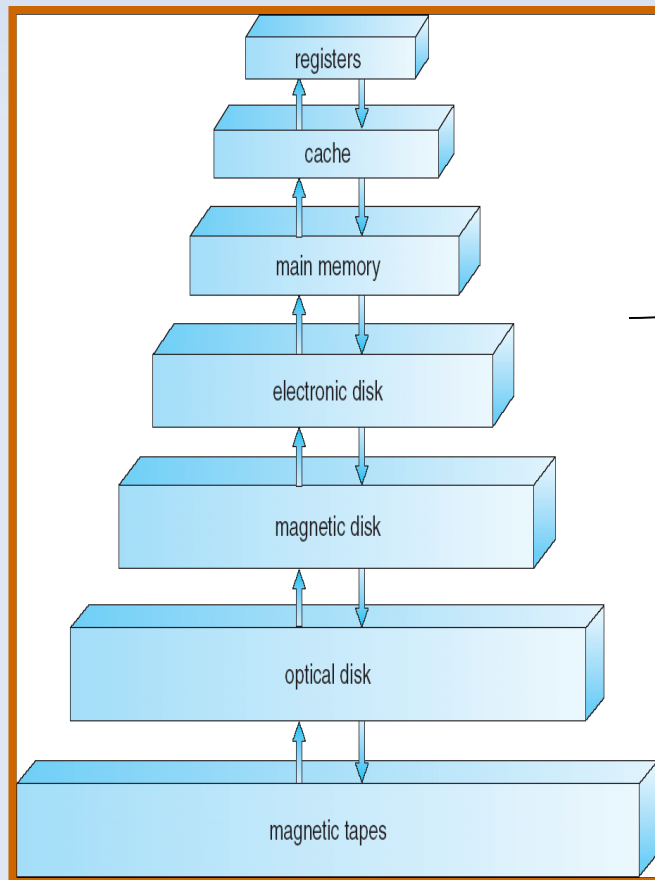 registers
cache
main memory
electronic disk
magnetic disk
optical disk
magnetic tapes